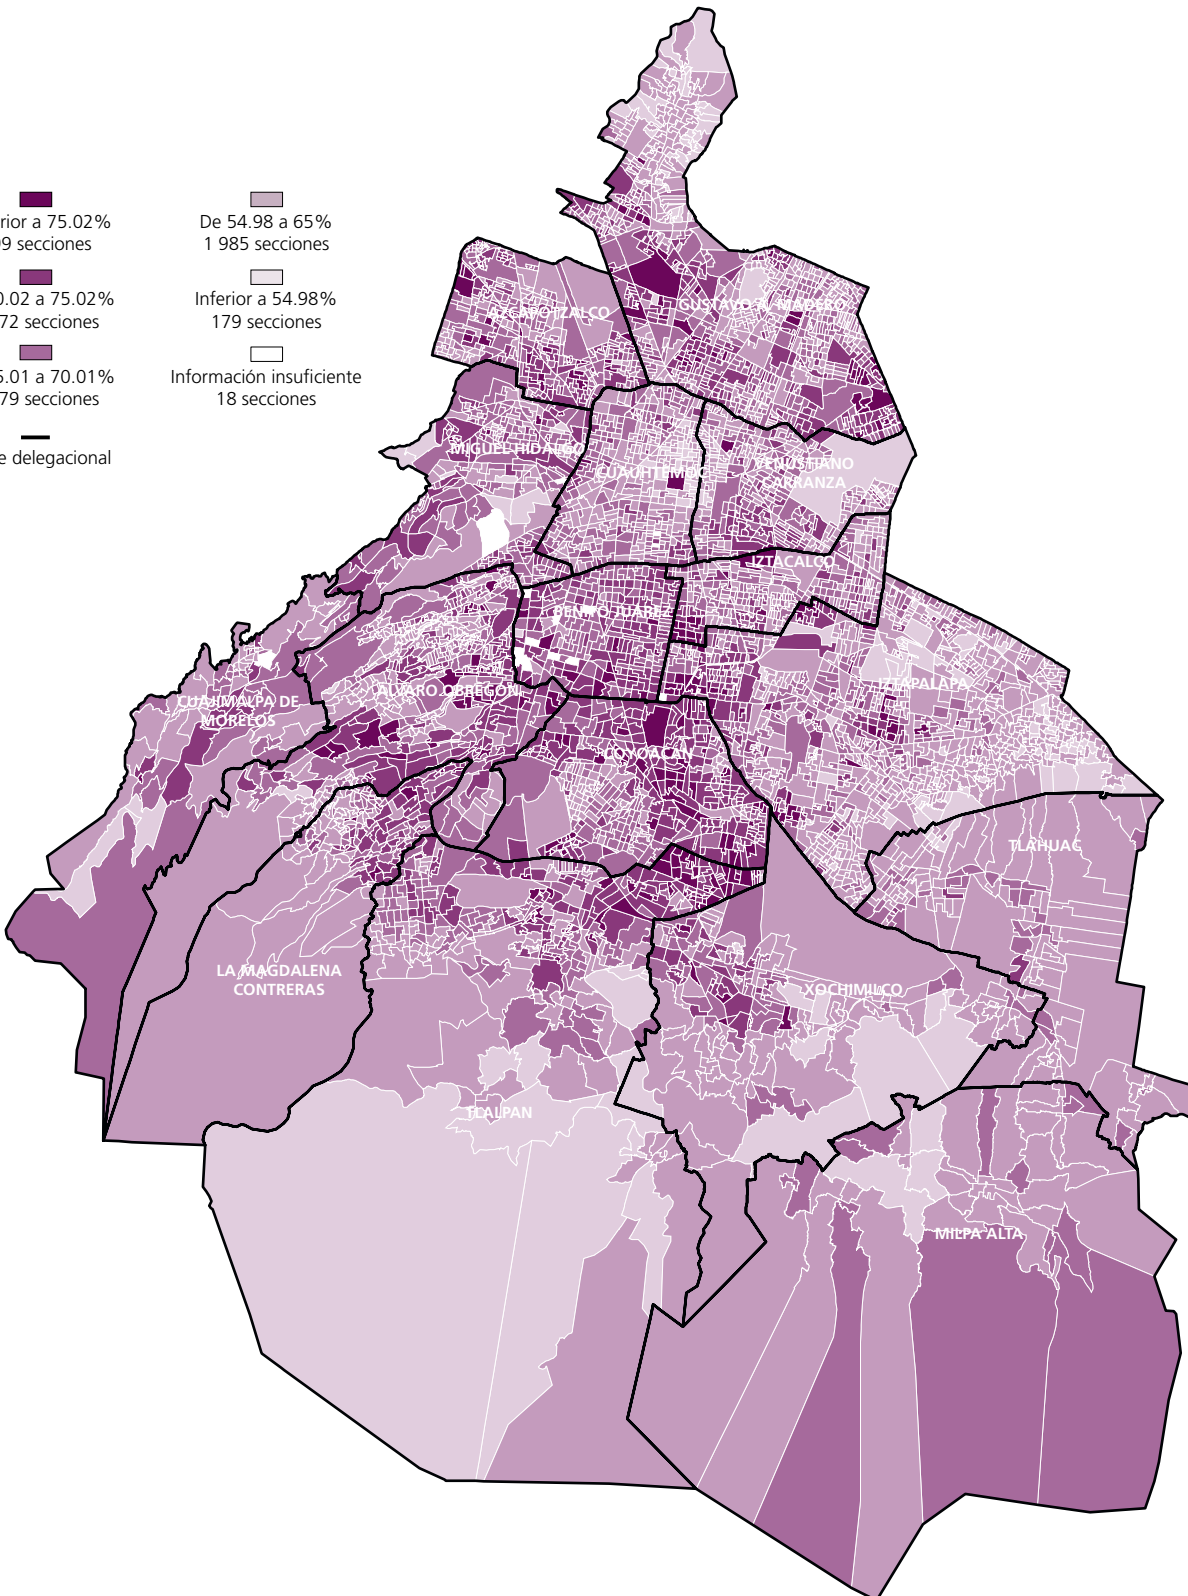 rior a 75.02%
99 secciones
De 54.98 a 65%
1 985 secciones
0.02 a 75.02%
72 secciones
Inferior a 54.98%
179 secciones
5.01 a 70.01%
79 secciones
Información insuficiente
18 secciones
e delegacional
GUSTAVO A. MADERO
AZCAPOTZALCO
MIGUEL HIDALGO
CUAUHTÉMOC
VENUSTIANO
CARRANZA
IZTACALCO
BENITO JUÁREZ
IZTAPALAPA
ÁLVARO OBREGÓN
CUAJIMALPA DE
MORELOS
COYOACÁN
TLÁHUAC
LA MAGDALENA
CONTRERAS
XOCHIMILCO
TLALPAN
MILPA ALTA